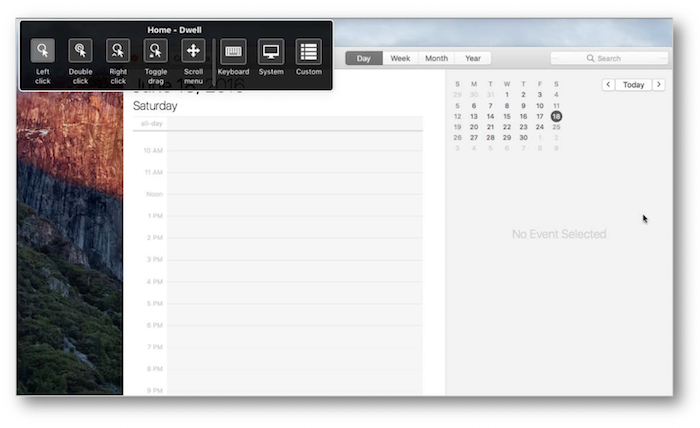 Home - Dwell
Left click
Double click
Right click
Toggle drag
Scroll menu
Keyboard
System
Custom
Day Week Month Year
Search
June 18, 2016
Saturday
all-day
10 AM
11 AM
Noon
1 PM
2 PM
3 PM
4 PM
5 PM
6 PM
7 PM
8 PM
9 PM
Today
S M T W T F S
29 30 31 1 2 3 4
5 6 7 8 9 10 11
12 13 14 15 16 17 18
19 20 21 22 23 24 25
26 27 28 29 30 1 2
3 4 5 6 7 8 9
No Event Selected